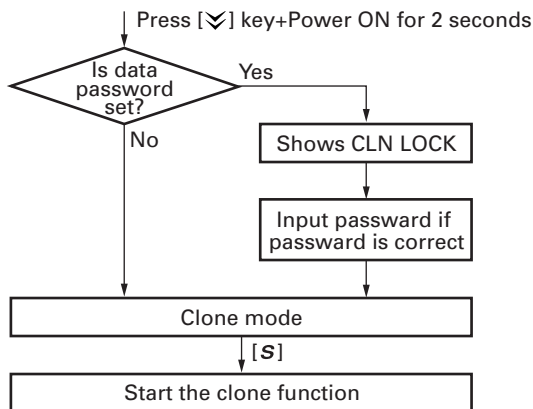 Press [︾] key+Power ON for 2 seconds
Is data
password
set?
Yes
No
Shows CLN LOCK
Input passward if
passward is correct
Clone mode
[S]
Start the clone function